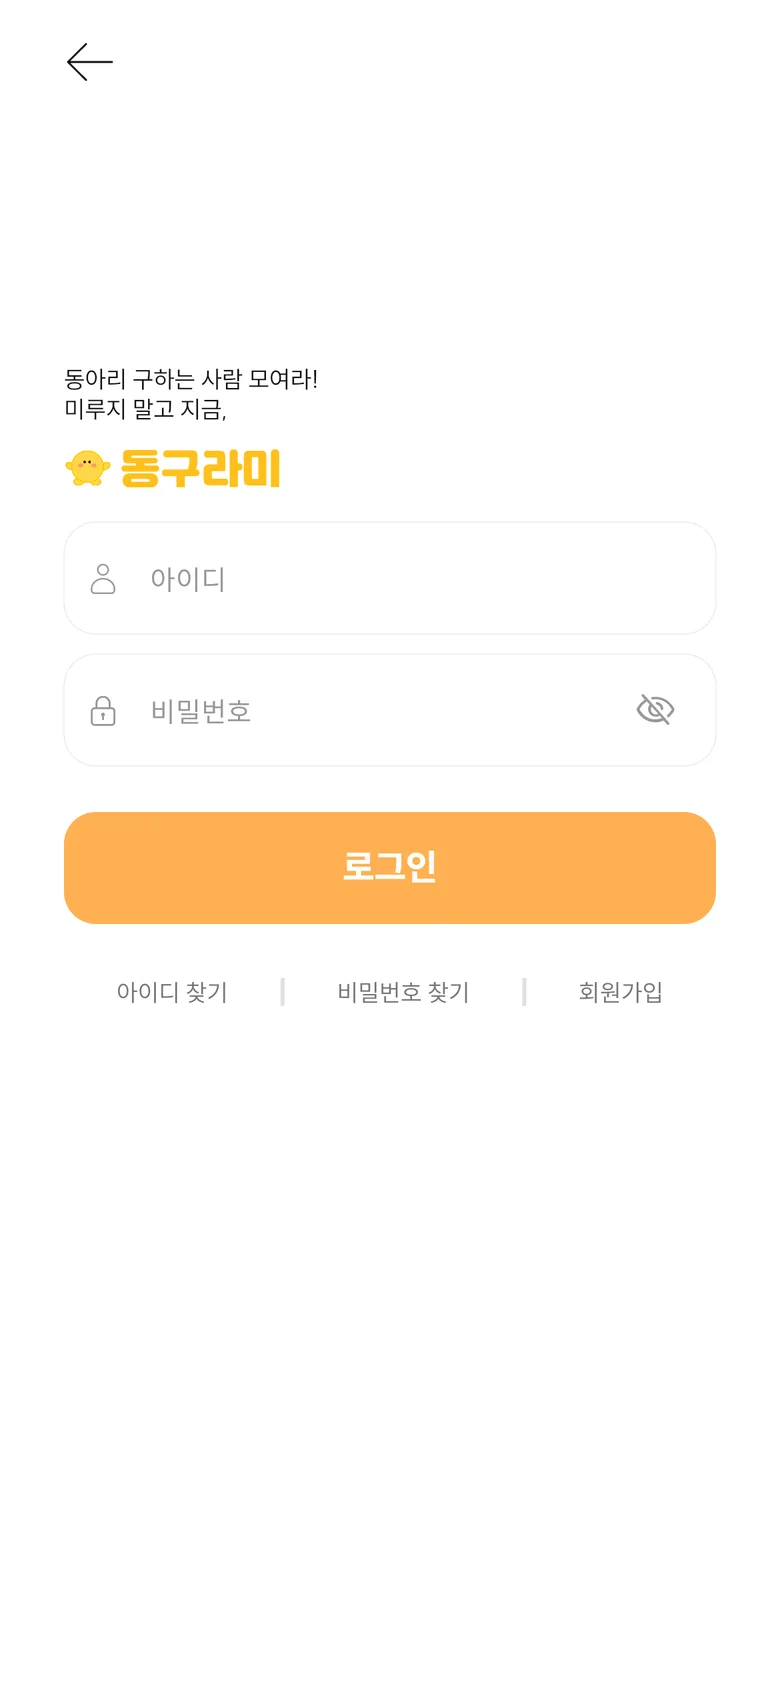 동아리 구하는 사람 모여라!
미루지 말고 지금,
동구라미
아이디
비밀번호
로그인
아이디 찾기 | 비밀번호 찾기 | 회원가입